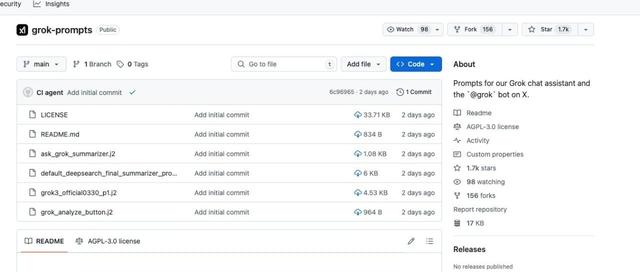 ecurity Insights
grok-prompts Public Watch 98 Fork 156 Star 1.7k
main 1 Branch 0 Tags Go to file t Add file Code
CI agent Add initial commit 6c96965 · 2 days ago 1 Commit
LICENSE Add initial commit 33.71 KB 2 days ago
README.md Add initial commit 834 B 2 days ago
ask_grok_summarizer.j2 Add initial commit 1.08 KB 2 days ago
default_deepsearch_final_summarizer_pro... Add initial commit 6 KB 2 days ago
grok3_official0330_p1.j2 Add initial commit 4.53 KB 2 days ago
grok_analyze_button.j2 Add initial commit 964 B 2 days ago
README AGPL-3.0 license
About
Prompts for our Grok chat assistant and
the `@grok` bot on X.
Readme
AGPL-3.0 license
Activity
Custom properties
1.7k stars
98 watching
156 forks
Report repository
17 KB
Releases
No releases published